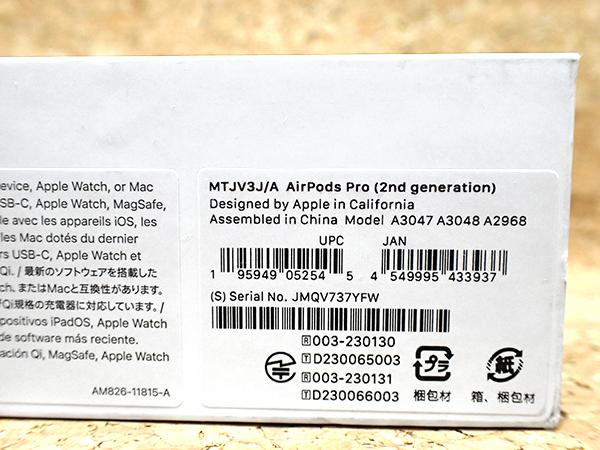 evice, Apple Watch, or Mac
SB-C, Apple Watch, MagSafe,
le avec les appareils iOS, les
les Mac dotés du dernier
rs USB-C, Apple Watch et
Qi. / 最新のソフトウェアを搭載した
ch、またはMacと互換性があります。
Qi規格の充電器に対応しています。/
positivos iPadOS, Apple Watch
de software más reciente.
ación Qi, MagSafe, Apple Watch
AM826-11815-A
MTJV3J/A AirPods Pro (2nd generation)
Designed by Apple in California
Assembled in China Model A3047 A3048 A2968
UPC JAN
1 95949 05254 5 4 549995 433937
(S) Serial No. JMQV737YFW
R 003-230130
T D230065003
R 003-231131
T D230066003
プラ
梱包材
紙
箱、梱包材